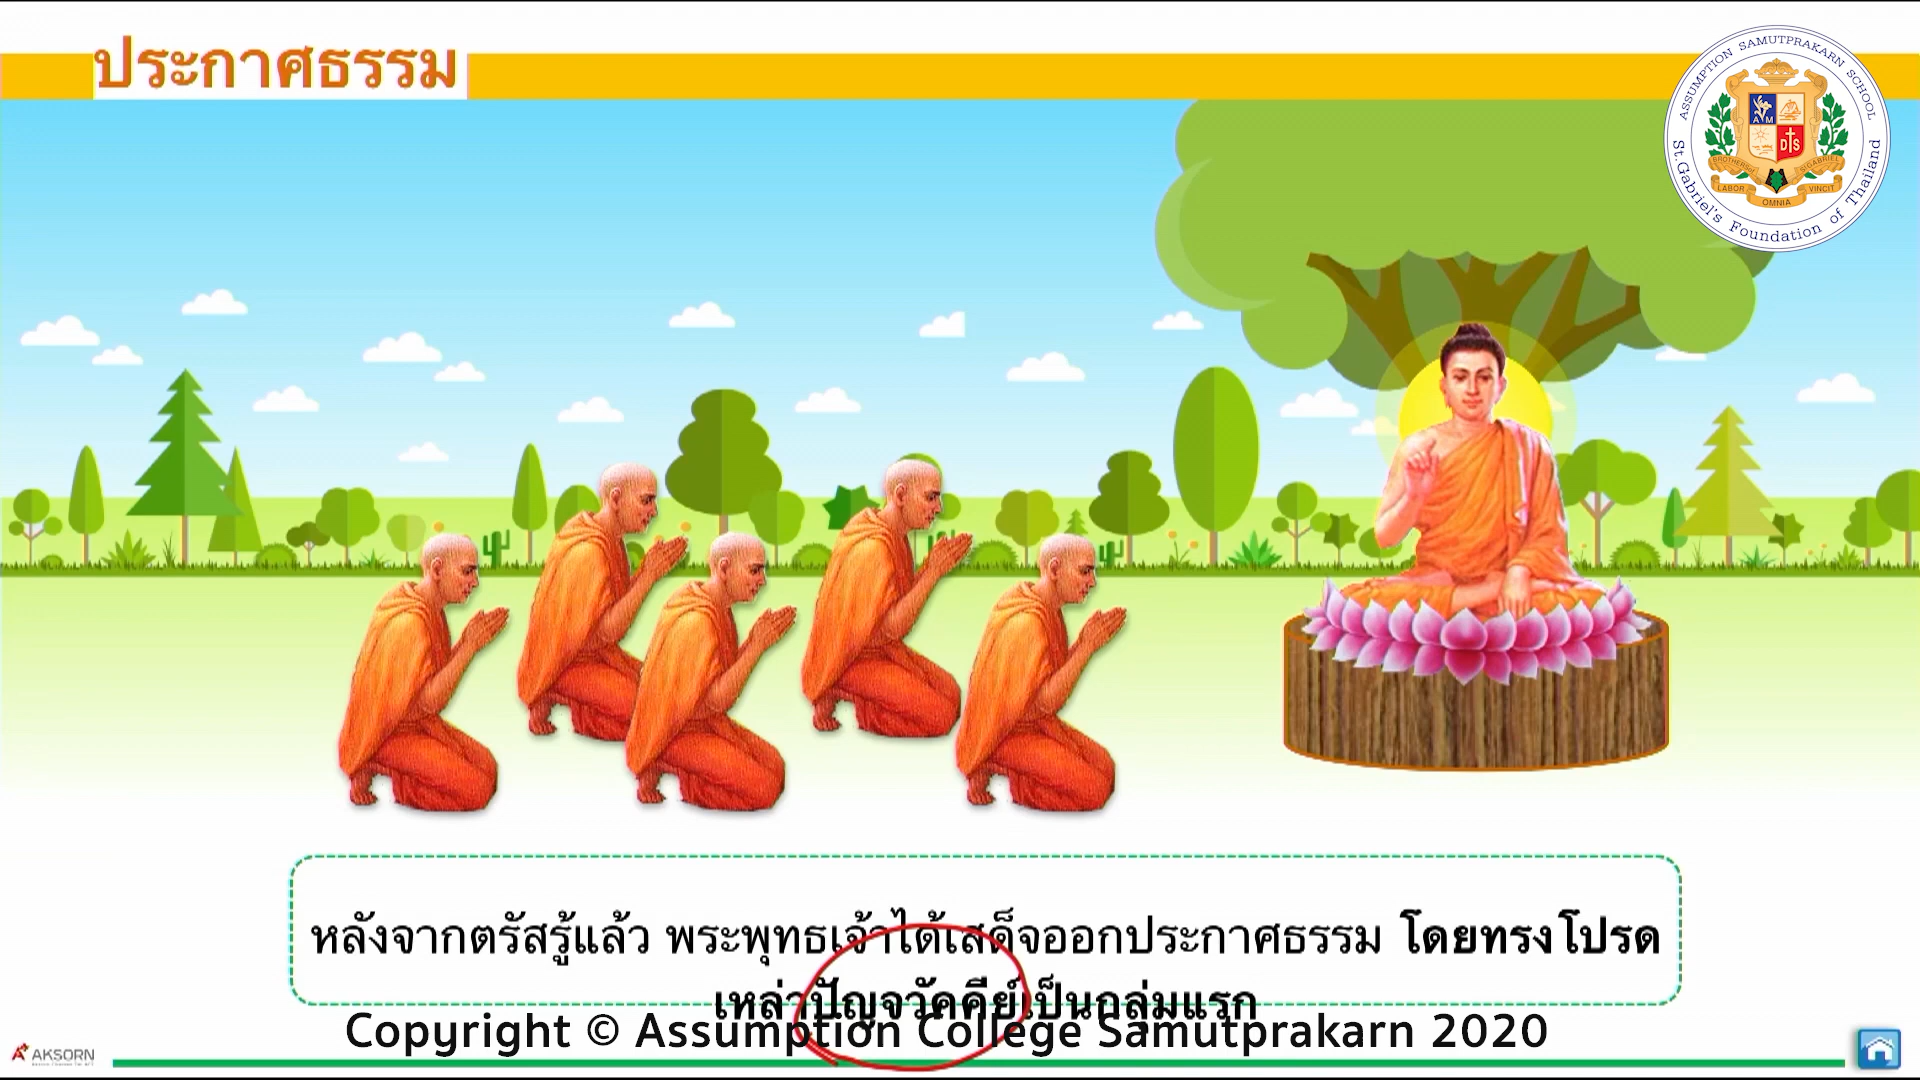 ประกาศธรรม
ASSUMPTION SAMUTPRAKARN SCHOOL
St.Gabriel's Foundation of Thailand
A M
D S
BROTHERS of ST.GABRIEL
LABOR OMNIA VINCIT
หลังจากตรัสรู้แล้ว พระพุทธเจ้าได้เสด็จออกประกาศธรรม โดยทรงโปรด
เหล่าปัญจวัคคีย์เป็นกลุ่มแรก
Copyright © Assumption College Samutprakarn 2020
AKSORN